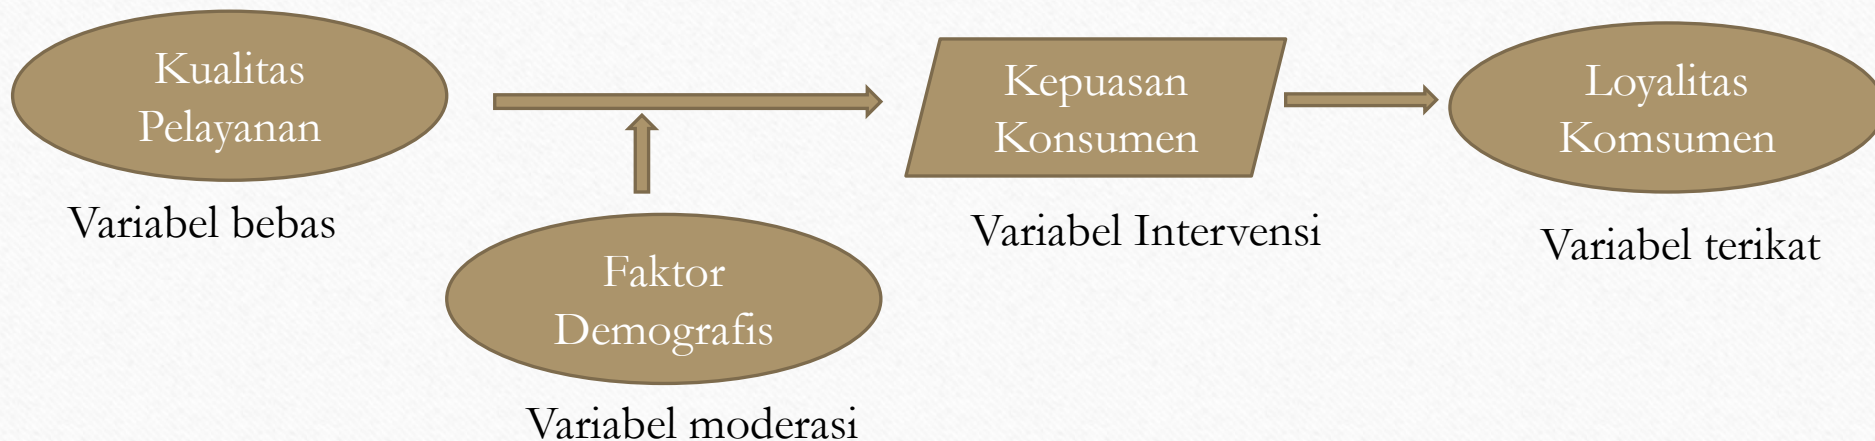 Kualitas
Pelayanan
Variabel bebas
Faktor
Demografis
Variabel moderasi
Kepuasan
Konsumen
Variabel Intervensi
Loyalitas
Komsumen
Variabel terikat